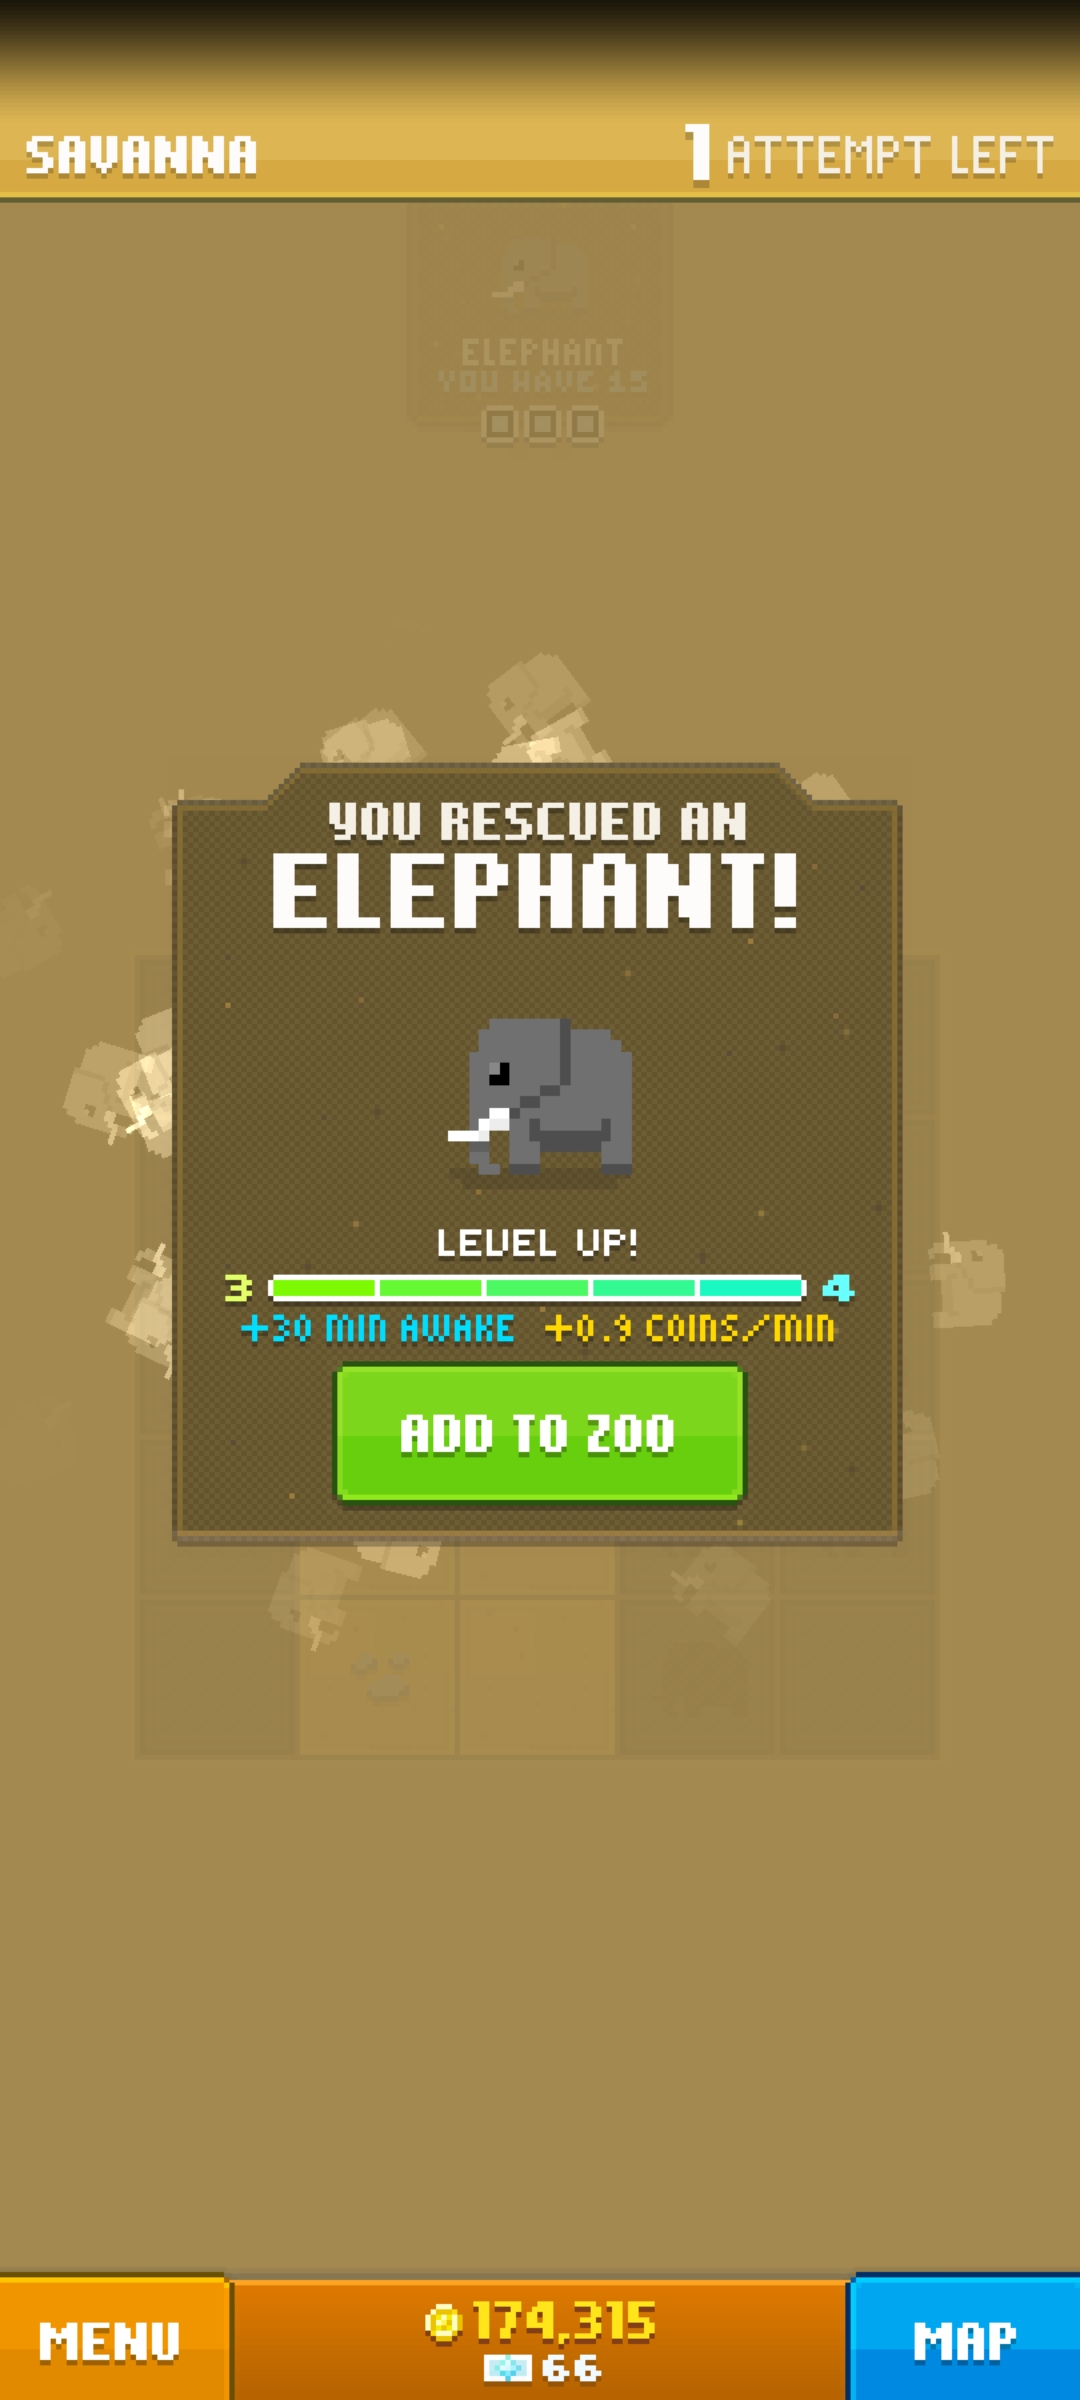 SAVANNA
1 ATTEMPT LEFT
ELEPHANT
YOU HAVE 15
YOU RESCUED AN
ELEPHANT!
LEVEL UP!
3 4
+30 MIN AWAKE +0.9 COINS/MIN
ADD TO ZOO
MENU
174,315
66
MAP